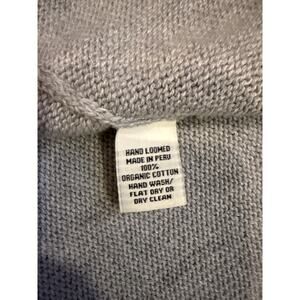 HAND LOOMED
MADE IN PERU
100%
ORGANIC COTTON
HAND WASH/
FLAT DRY OR
DRY CLEAN